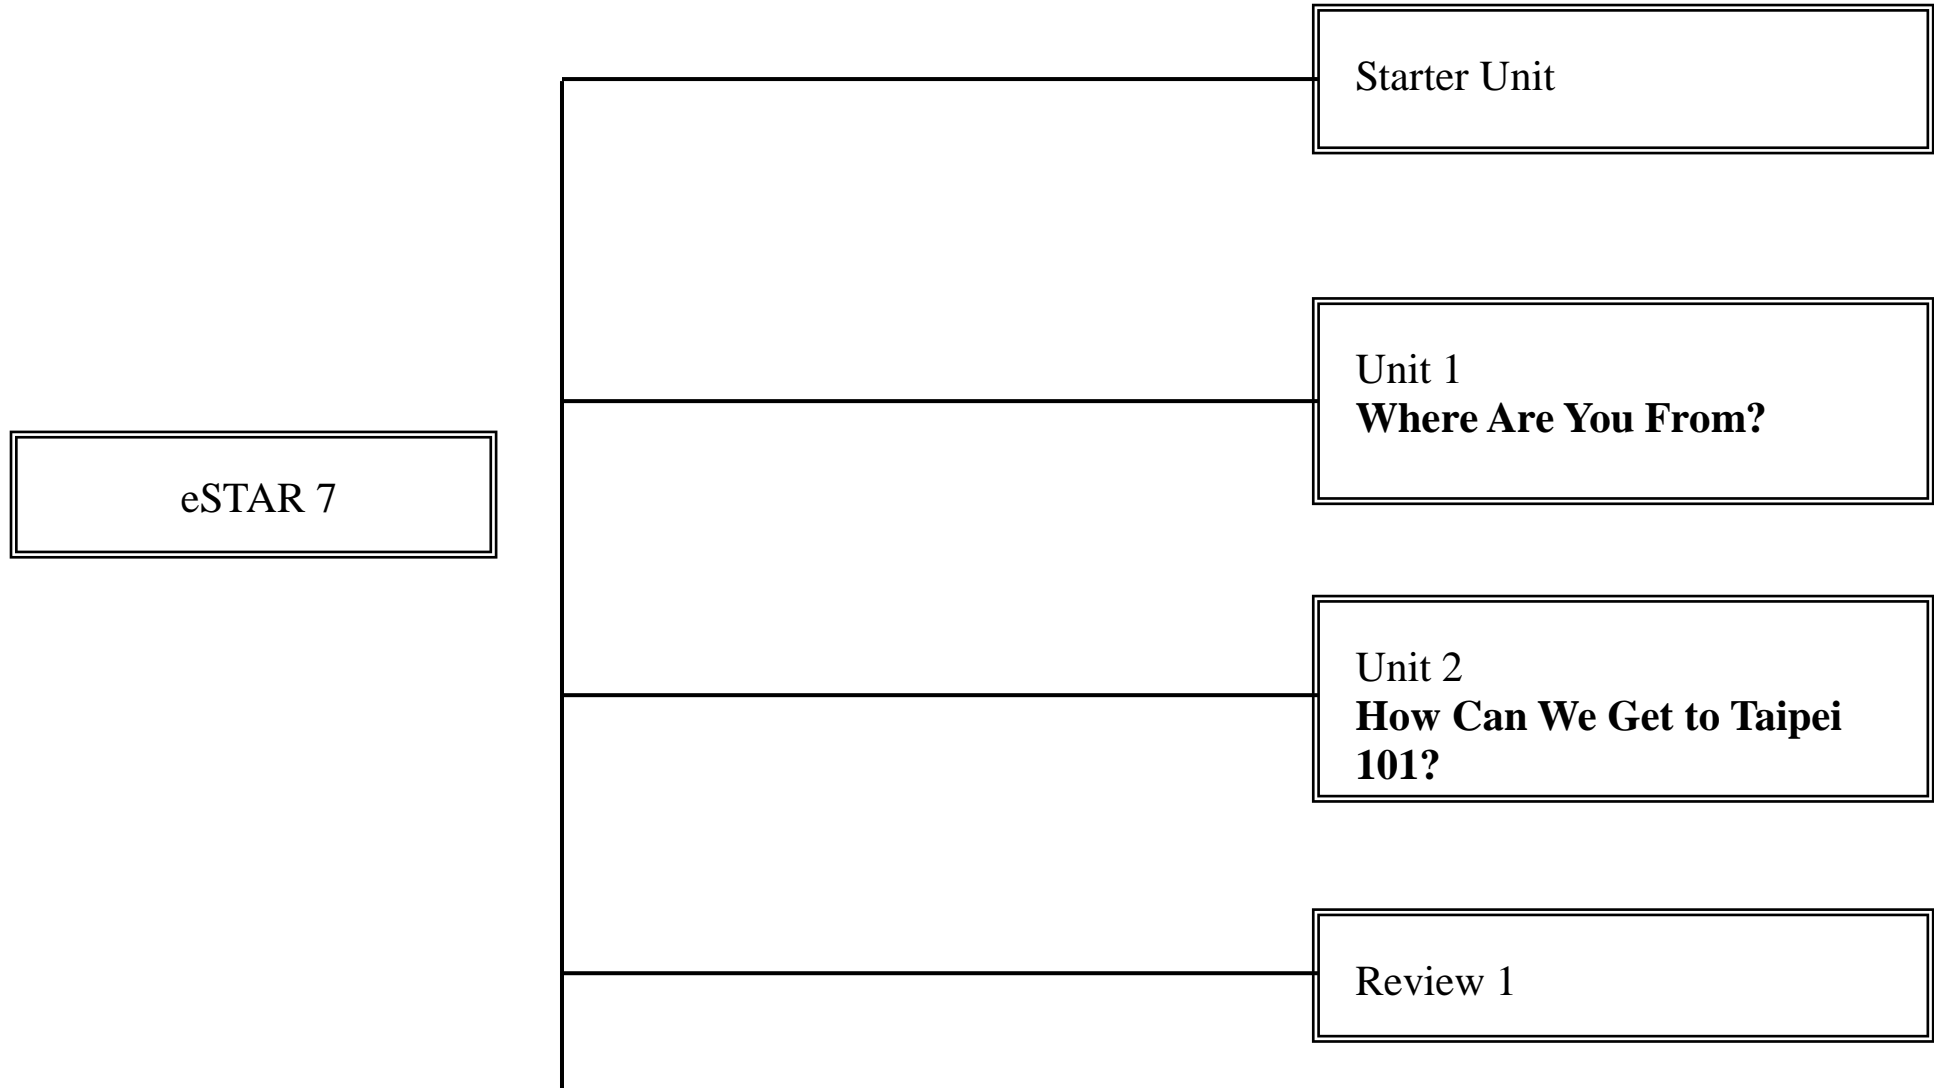 Starter Unit
Unit 1
Where Are You From?
eSTAR 7
Unit 2
How Can We Get to Taipei
101?
Review 1